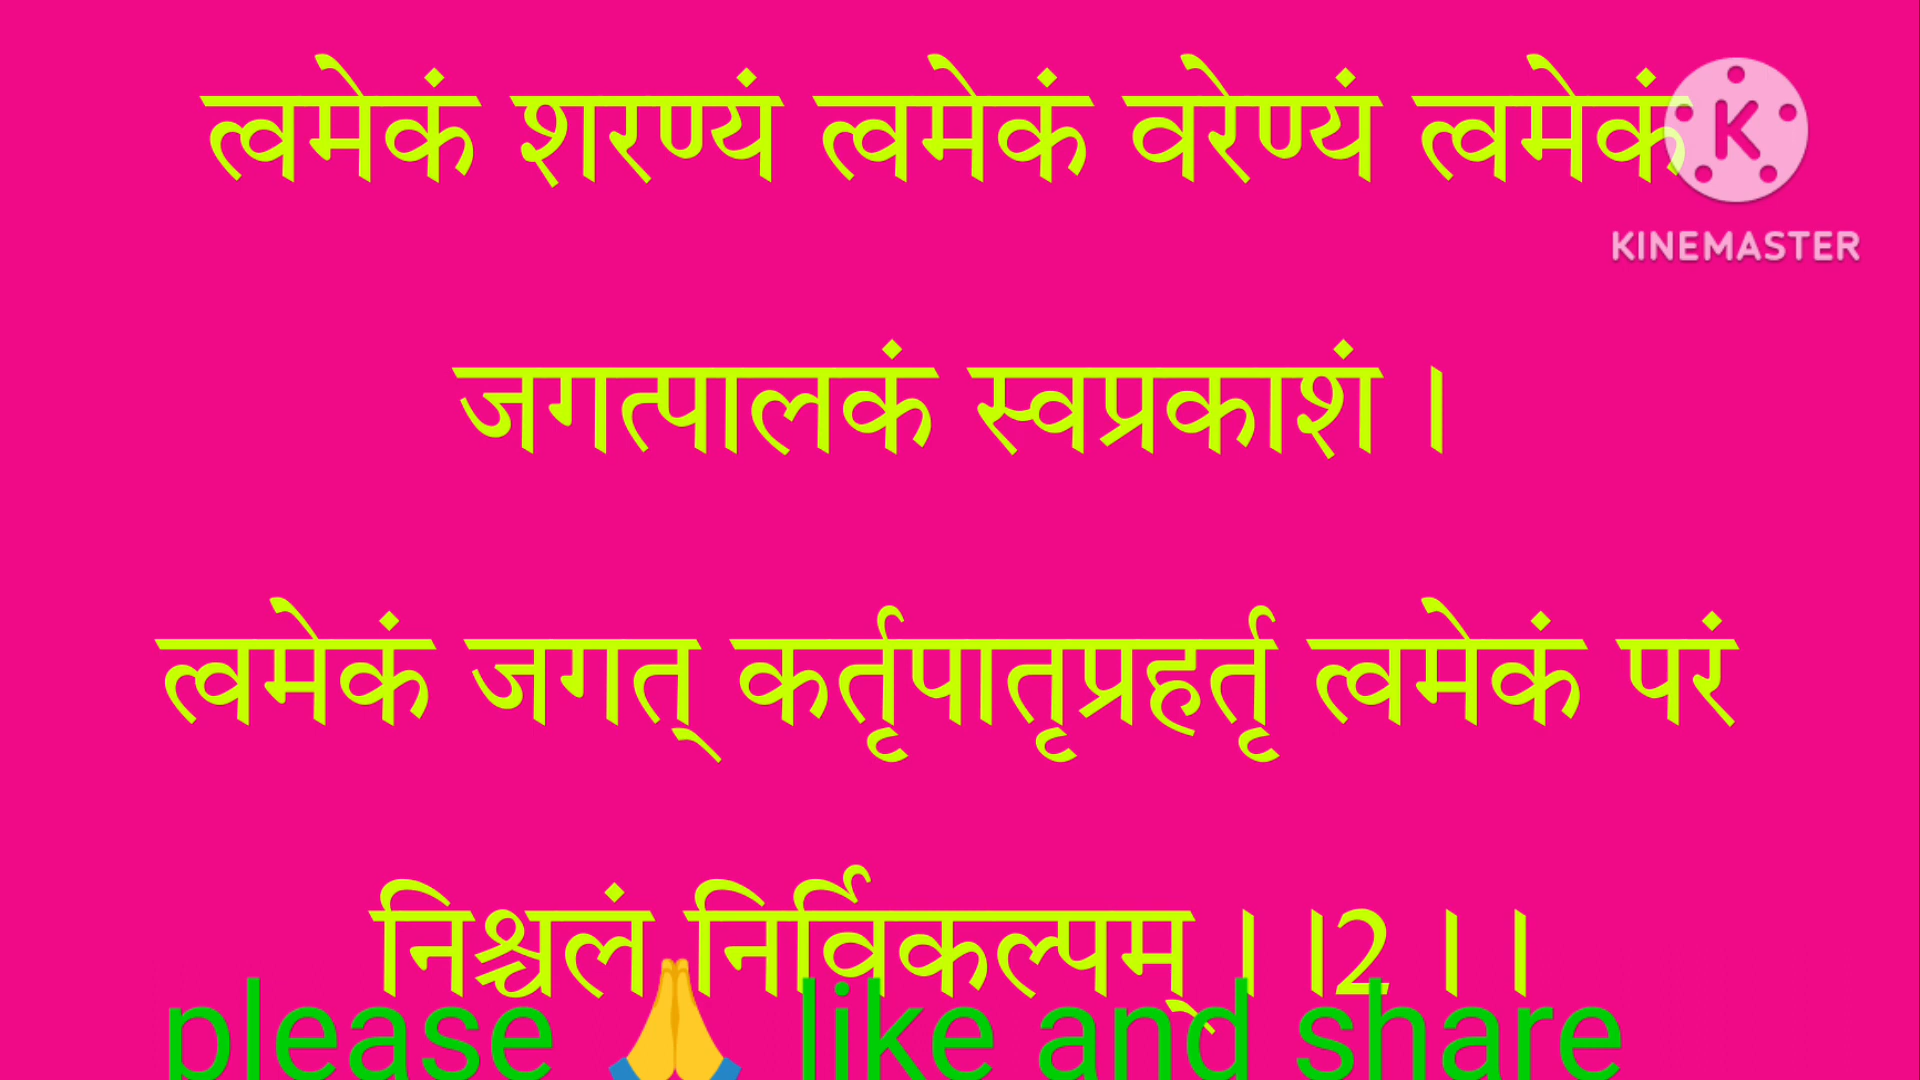 त्वमेकं शरण्यं त्वमेकं वरेण्यं त्वमेकं
KINEMASTER
जगत्पालकं स्वप्रकाशं ।
त्वमेकं जगत् कर्तृपातृप्रहर्तृ त्वमेकं परं
निश्चलं निर्विकल्पम् । ।2 । ।
please 🙏 like and share